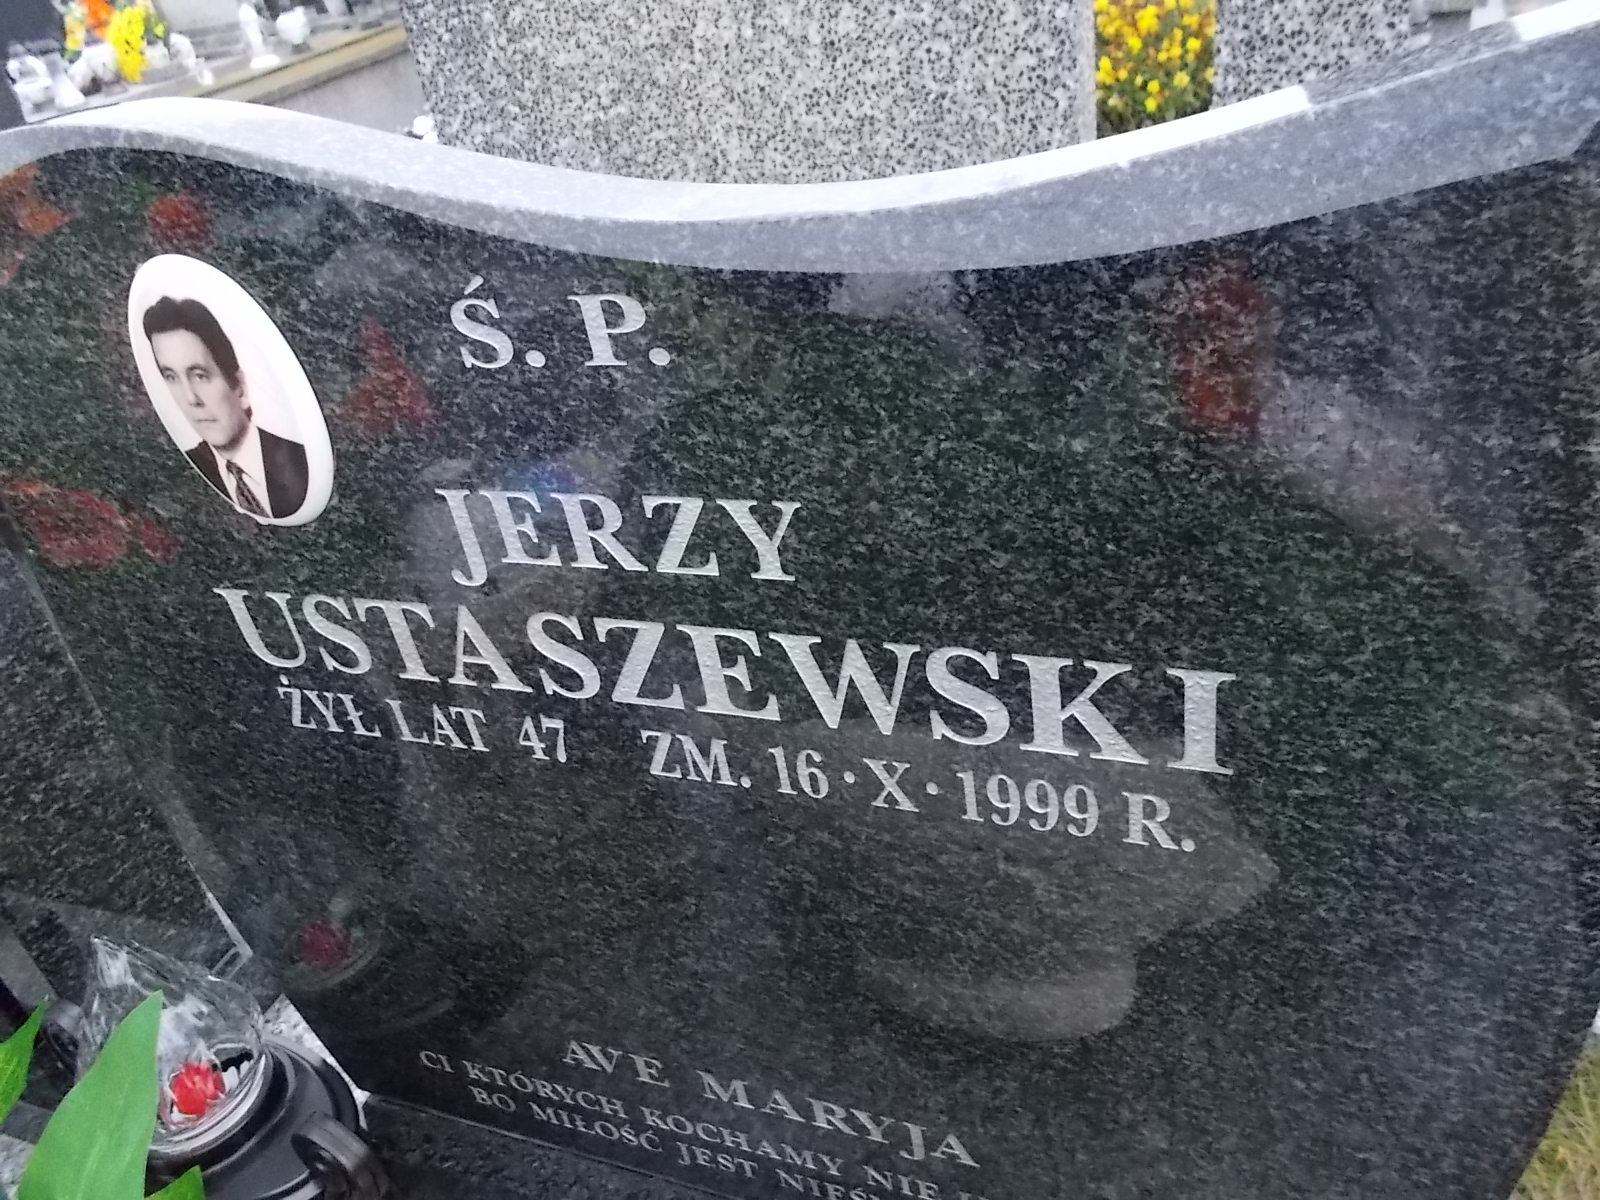 Ś. P.
JERZY
USTASZEWSKI
ŻYŁ LAT 47 ZM. 16·X·1999 R.
AVE MARYJA
CI KTÓRYCH KOCHAMY NIE
BO MIŁOŚĆ JEST